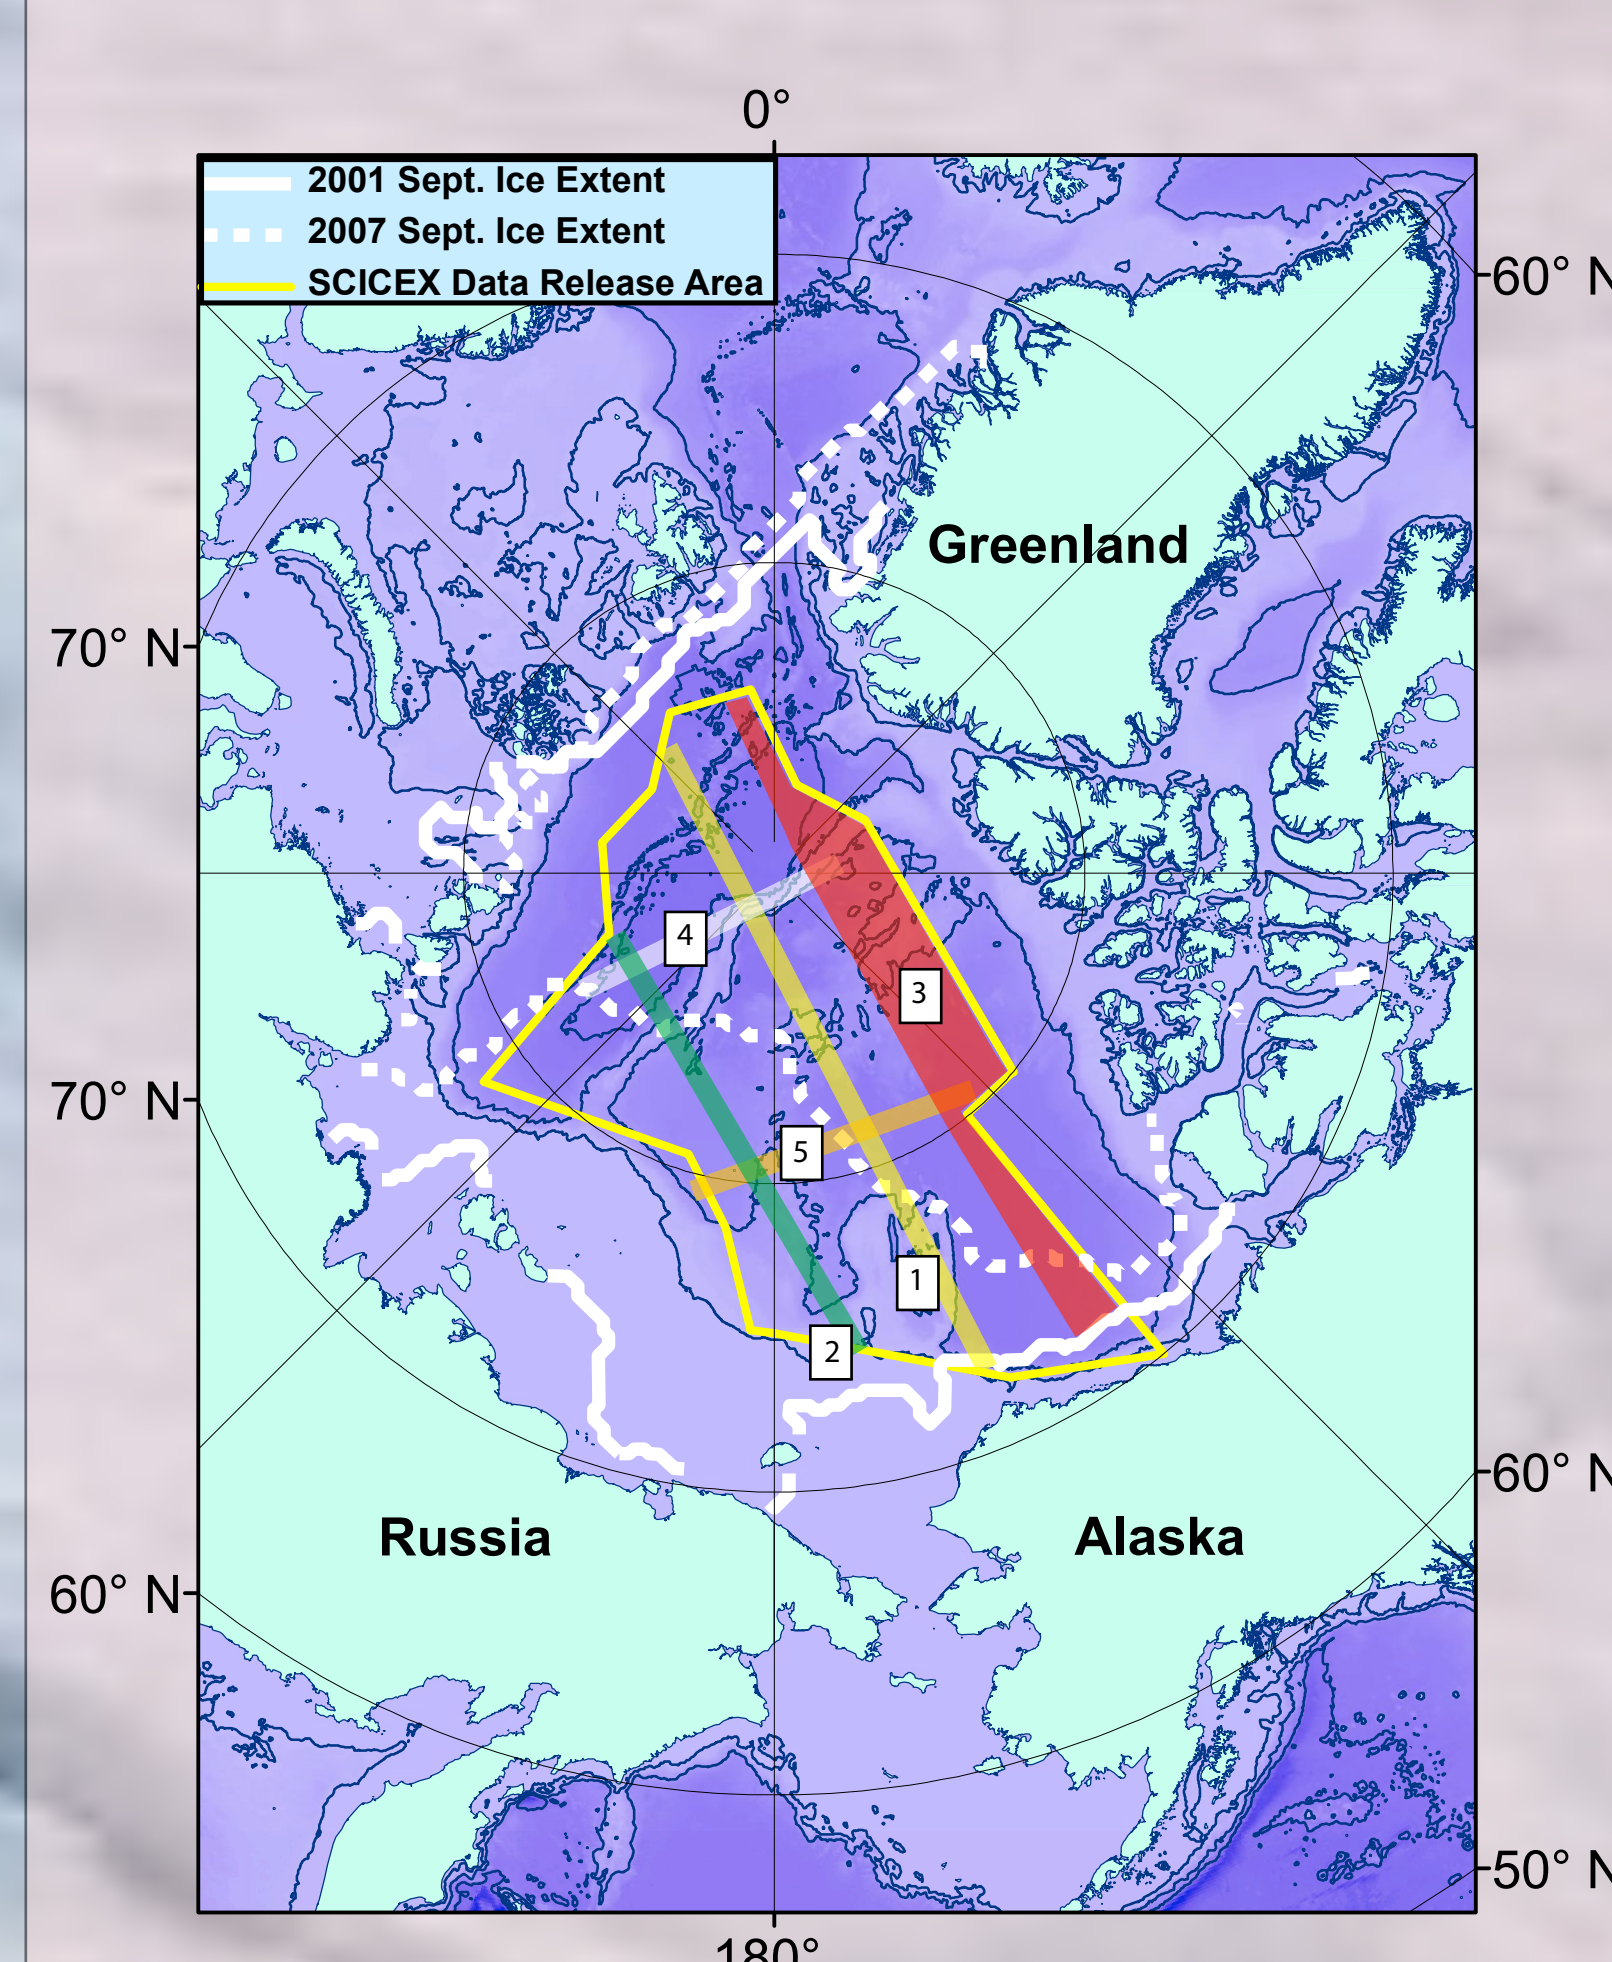 0°
2001 Sept. Ice Extent
2007 Sept. Ice Extent
SCICEX Data Release Area
60° N
Greenland
70° N
4
3
70° N
5
1
2
60° N
Russia
Alaska
60° N
50° N
180°